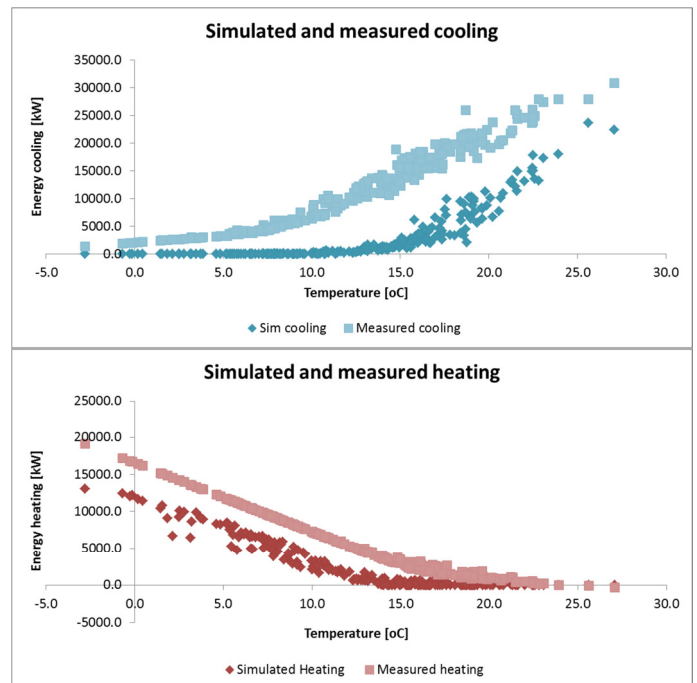 Simulated and measured cooling
35000.0
30000.0
25000.0
20000.0
15000.0
10000.0
5000.0
0.0
Energy cooling [kW]
-5.0 0.0 5.0 10.0 15.0 20.0 25.0 30.0
Temperature [oC]
Sim cooling Measured cooling
Simulated and measured heating
25000.0
20000.0
15000.0
10000.0
5000.0
0.0
-5000.0
Energy heating [kW]
-5.0 0.0 5.0 10.0 15.0 20.0 25.0 30.0
Temperature [oC]
Simulated Heating Measured heating